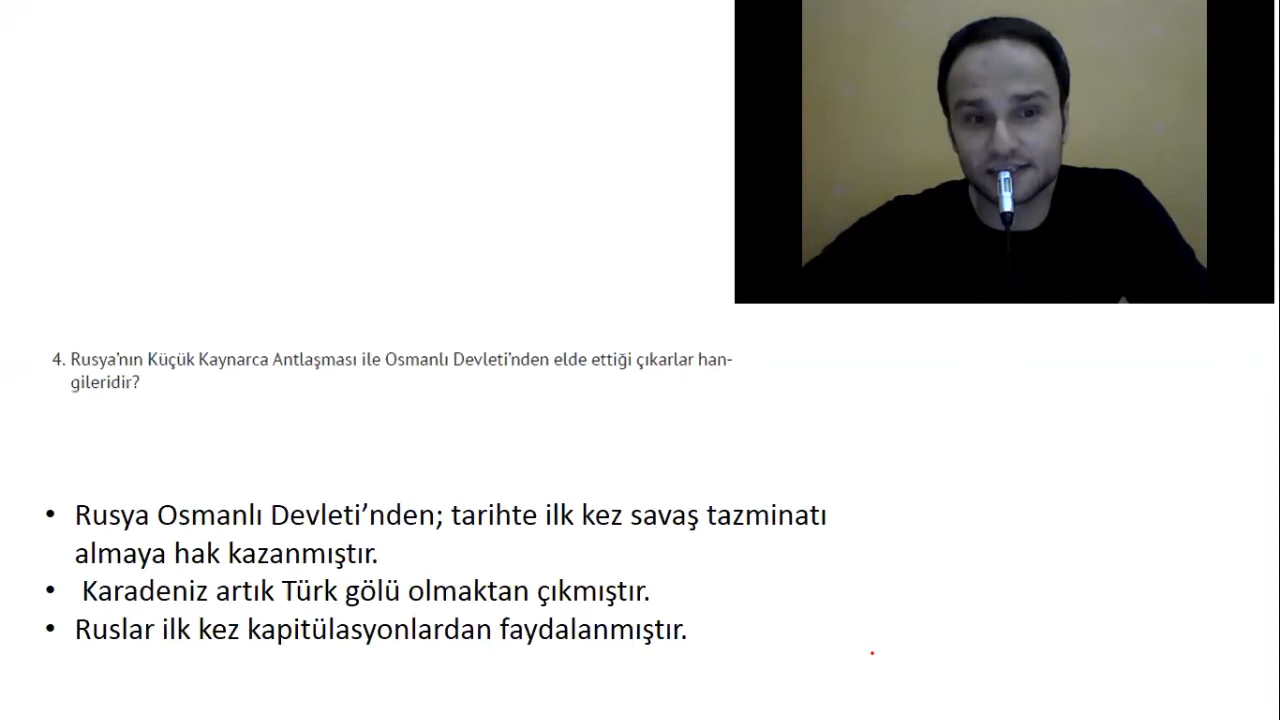 4. Rusya'nın Küçük Kaynarca Antlaşması ile Osmanlı Devleti'nden elde ettiği çıkarlar han-
gileridir?
• Rusya Osmanlı Devleti’nden; tarihte ilk kez savaş tazminatı
almaya hak kazanmıştır.
• Karadeniz artık Türk gölü olmaktan çıkmıştır.
• Ruslar ilk kez kapitülasyonlardan faydalanmıştır.